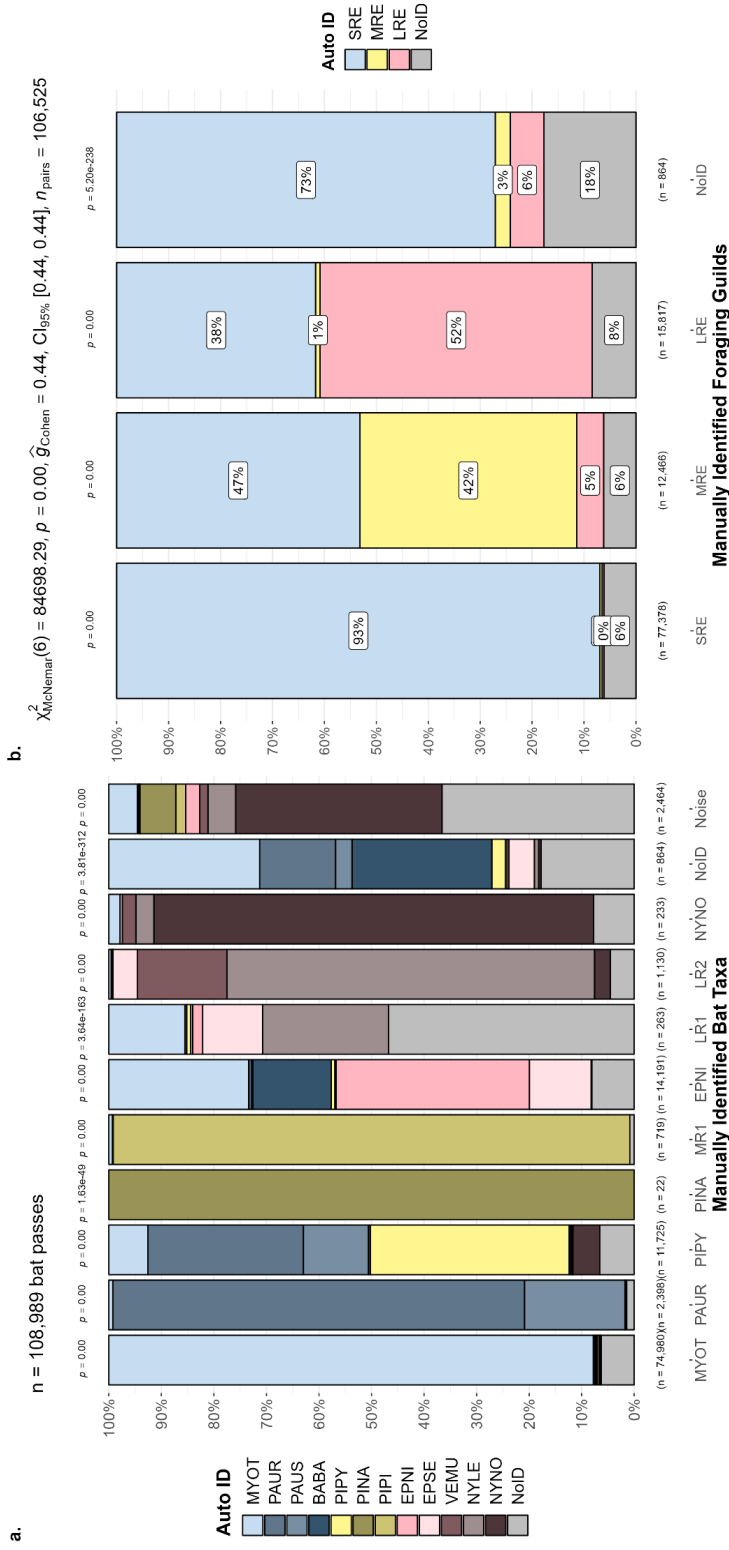 a.
n = 108,989 bat passes
Auto ID
MYOT
PAUR
PAUS
BABA
PIPY
PINA
PIPI
EPNI
EPSE
VEMU
NYLE
NYNO
NoID
100%
90%
80%
70%
60%
50%
40%
30%
20%
10%
0%
p = 0.00 p = 0.00 p = 0.00 p = 1.63e-49 p = 0.00 p = 0.00 p = 3.64e-163 p = 0.00 p = 0.00 p = 3.81e-312 p = 0.00
(n = 74,980) (n = 2,398) (n = 11,725) (n = 22) (n = 719) (n = 14,191) (n = 263) (n = 1,130) (n = 233) (n = 864) (n = 2,464)
MYOT PAUR PIPY PINA MR1 EPNI LR1 LR2 NYNO NoID Noise
Manually Identified Bat Taxa
b.
χ²McNemar(6) = 84698.29, p = 0.00, ĝCohen = 0.44, CI95% [0.44, 0.44], npairs = 106,525
100%
90%
80%
70%
60%
50%
40%
30%
20%
10%
0%
p = 0.00 p = 0.00 p = 0.00 p = 5.20e-238
93%
0%
6%
47%
42%
5%
6%
38%
1%
52%
8%
73%
3%
6%
18%
(n = 77,378) (n = 12,466) (n = 15,817) (n = 864)
SRE MRE LRE NoID
Manually Identified Foraging Guilds
Auto ID
SRE
MRE
LRE
NoID